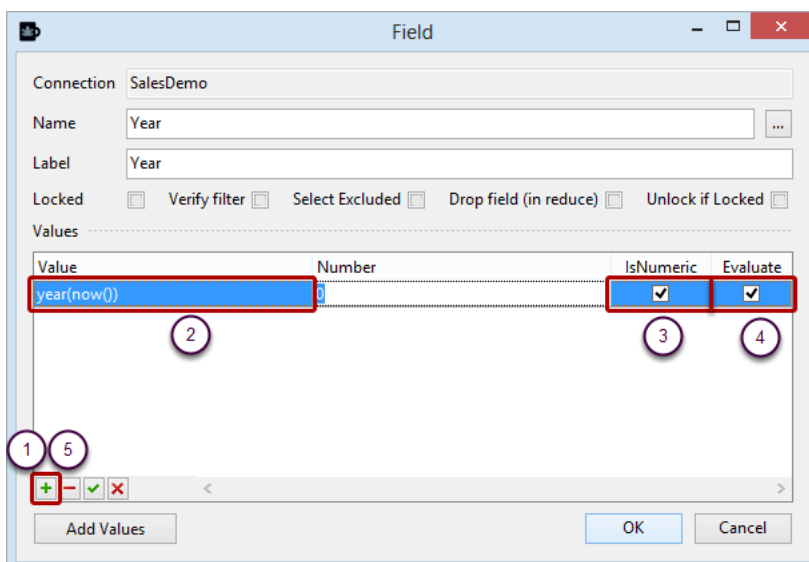 Field
Connection SalesDemo
Name Year ...
Label Year
Locked Verify filter Select Excluded Drop field (in reduce) Unlock if Locked
Values
Value Number IsNumeric Evaluate
year(now()) 0
2 3 4
1 5
Add Values OK Cancel